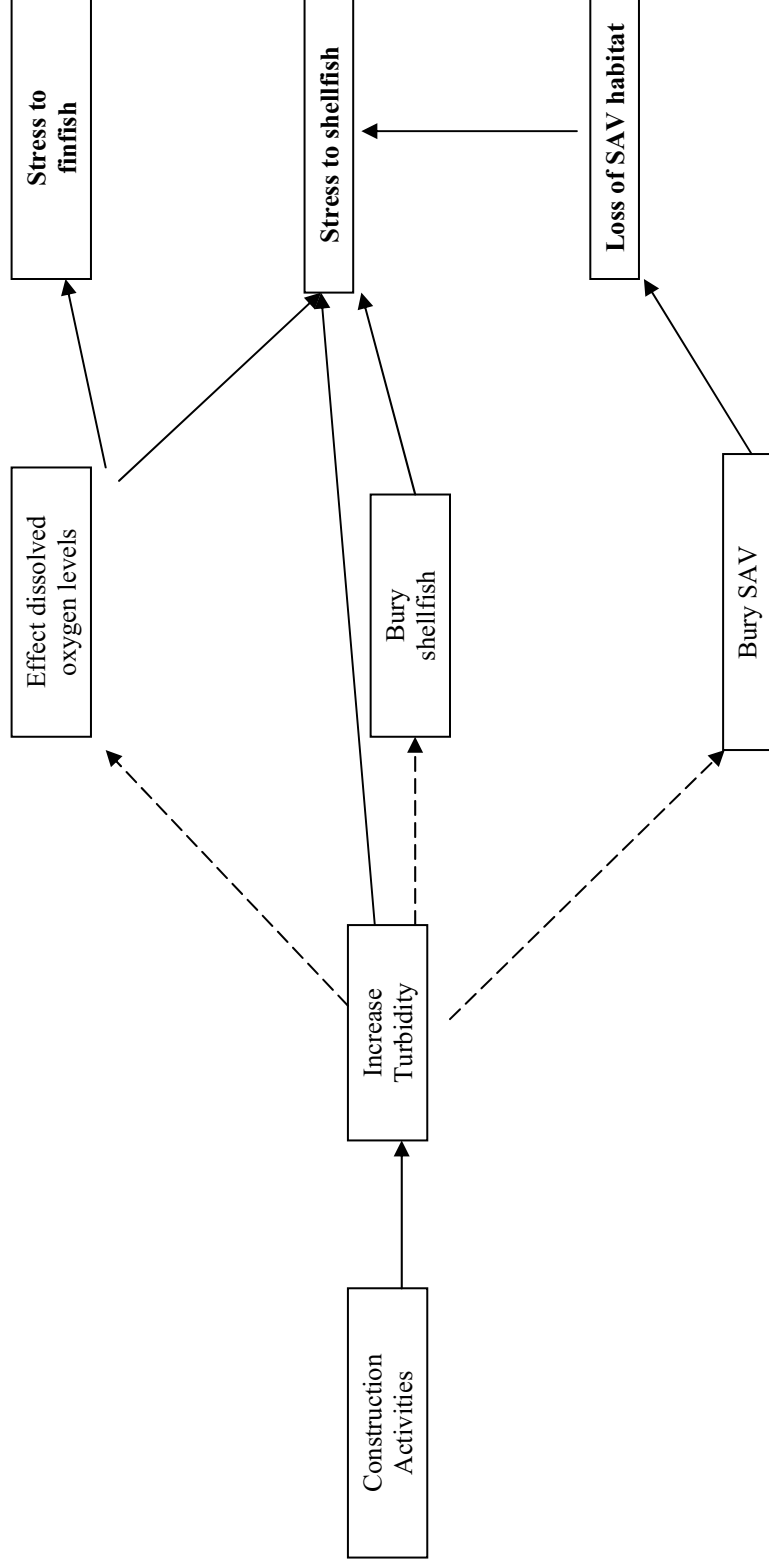 Construction
Activities
Increase
Turbidity
Effect dissolved
oxygen levels
Bury
shellfish
Bury SAV
Stress to
finfish
Stress to shellfish
Loss of SAV habitat